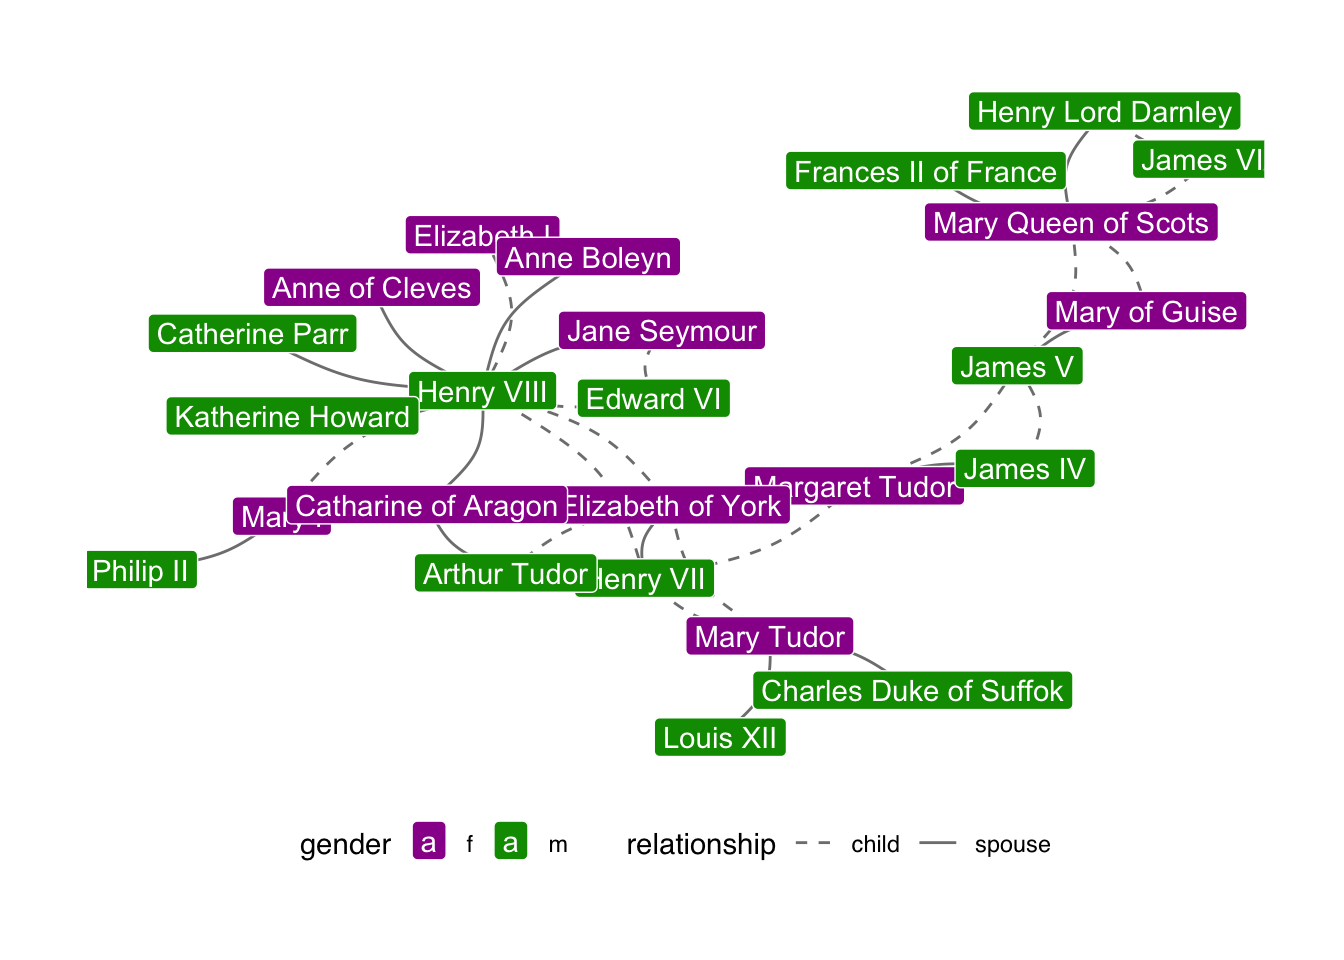 Henry Lord Darnley
James VI
Frances II of France
Mary Queen of Scots
Elizabeth I
Anne Boleyn
Anne of Cleves
Mary of Guise
Catherine Parr
Jane Seymour
James V
Henry VIII
Edward VI
Katherine Howard
James IV
Margaret Tudor
Catharine of Aragon
Elizabeth of York
Mary I
Philip II
Arthur Tudor
Henry VII
Mary Tudor
Charles Duke of Suffok
Louis XII
gender a f a m relationship child spouse